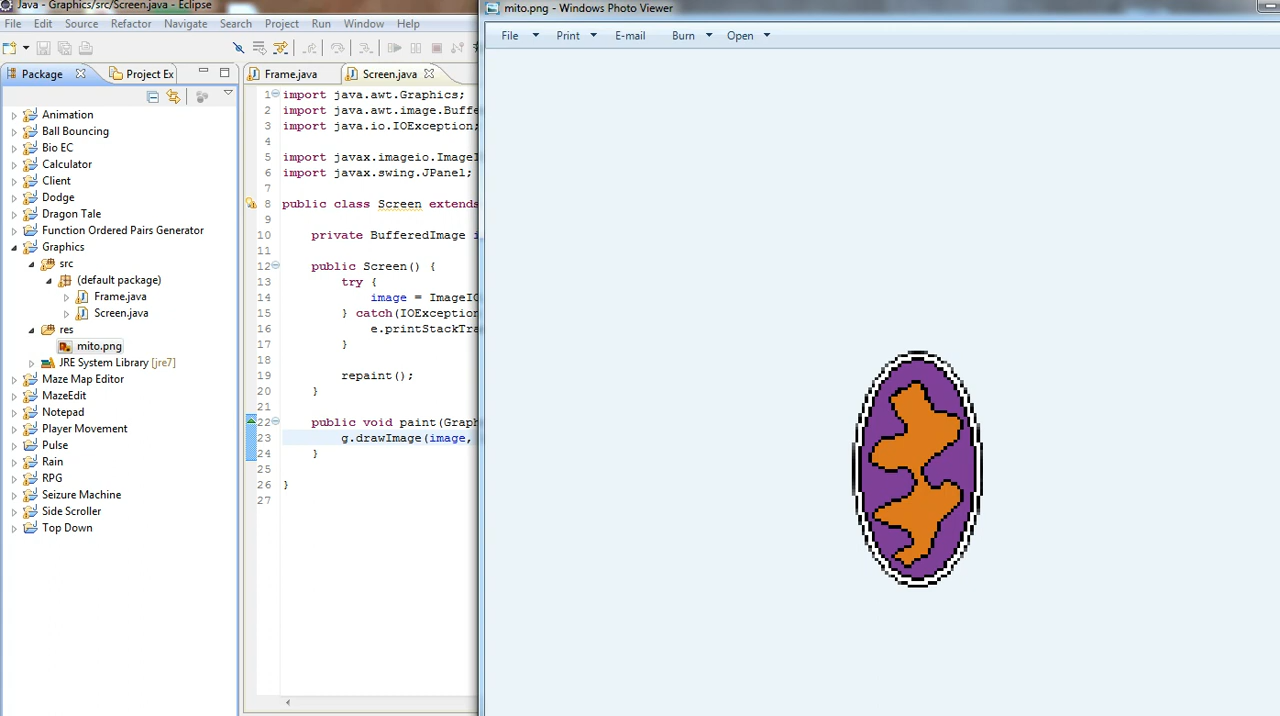 Java - Graphics/src/Screen.java - Eclipse
File Edit Source Refactor Navigate Search Project Run Window Help
Package Project Ex
Animation
Ball Bouncing
Bio EC
Calculator
Client
Dodge
Dragon Tale
Function Ordered Pairs Generator
Graphics
src
(default package)
Frame.java
Screen.java
res
mito.png
JRE System Library [jre7]
Maze Map Editor
MazeEdit
Notepad
Player Movement
Pulse
Rain
RPG
Seizure Machine
Side Scroller
Top Down
Frame.java Screen.java
1 import java.awt.Graphics;
2 import java.awt.image.Buffe
3 import java.io.IOException;
4
5 import javax.imageio.ImageI
6 import javax.swing.JPanel;
7
8 public class Screen extends
9
10 private BufferedImage i
11
12 public Screen() {
13 try {
14 image = ImageIO
15 } catch(IOException
16 e.printStackTra
17 }
18
19 repaint();
20 }
21
22 public void paint(Graph
23 g.drawImage(image,
24 }
25
26 }
27
mito.png - Windows Photo Viewer
File Print E-mail Burn Open